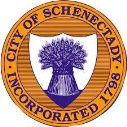 · CITY OF SCHENECTADY ·
INCORPORATED 1798